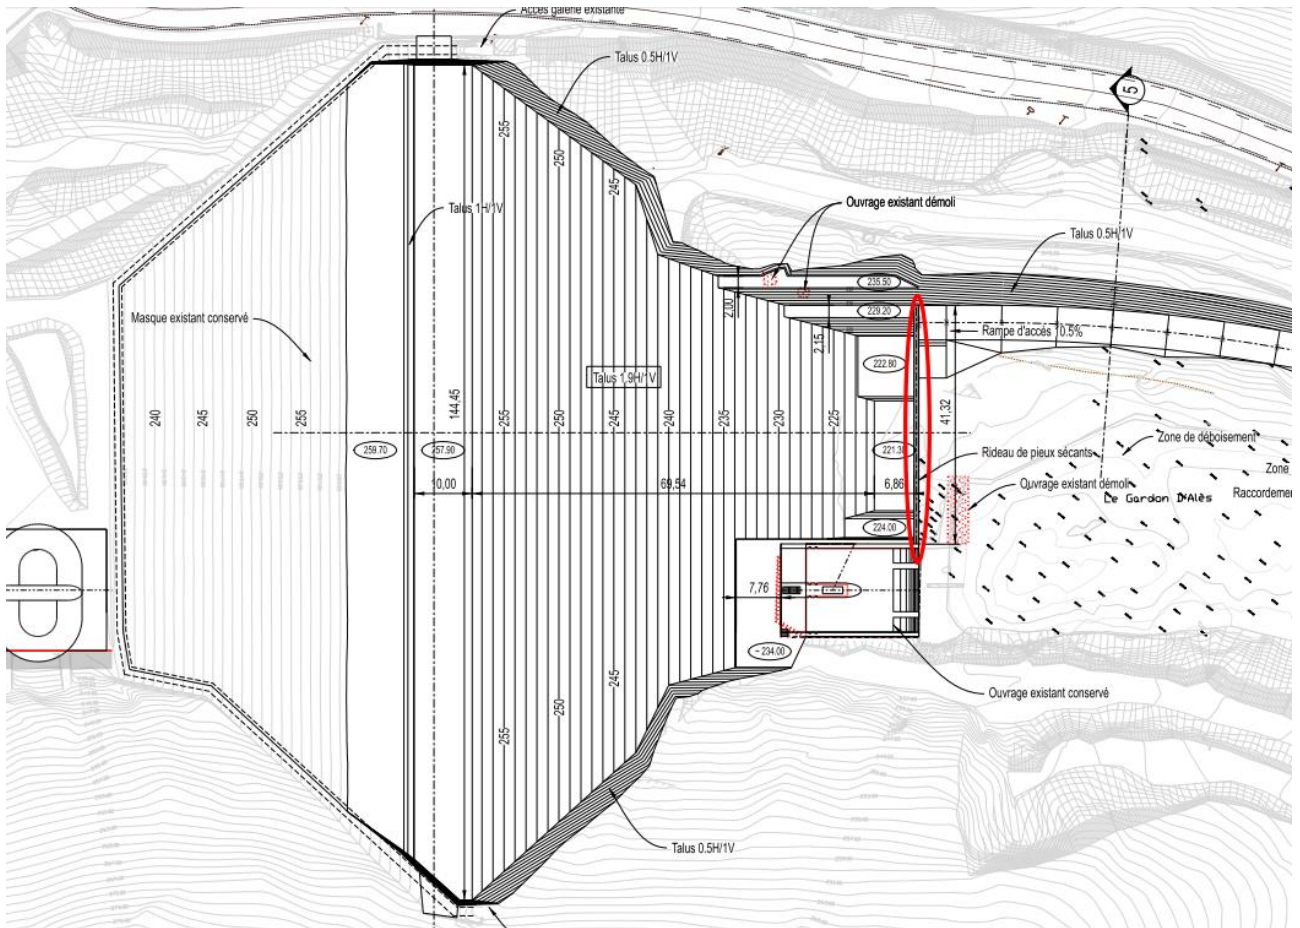 Accès galerie existante
Talus 0.5H/1V
5
255
250
245
Talus 1H/1V
Ouvrage existant démoli
Talus 0.5H/1V
235.50
2,00
229.20
Rampe d'accès 10.5%
Masque existant conservé
2,15
222.80
Talus 1,9H/1V
144.45
41,32
240
245
250
255
255
250
245
240
235
230
225
Zone de déboisement
259.70
257.90
221.30
Rideau de pieux sécants
Zone
10,00
69,54
6,86
Ouvrage existant démoli
Raccordemen
Le Gardon D'Alès
224.00
7,76
~ 234.00
245
Ouvrage existant conservé
250
255
Talus 0.5H/1V